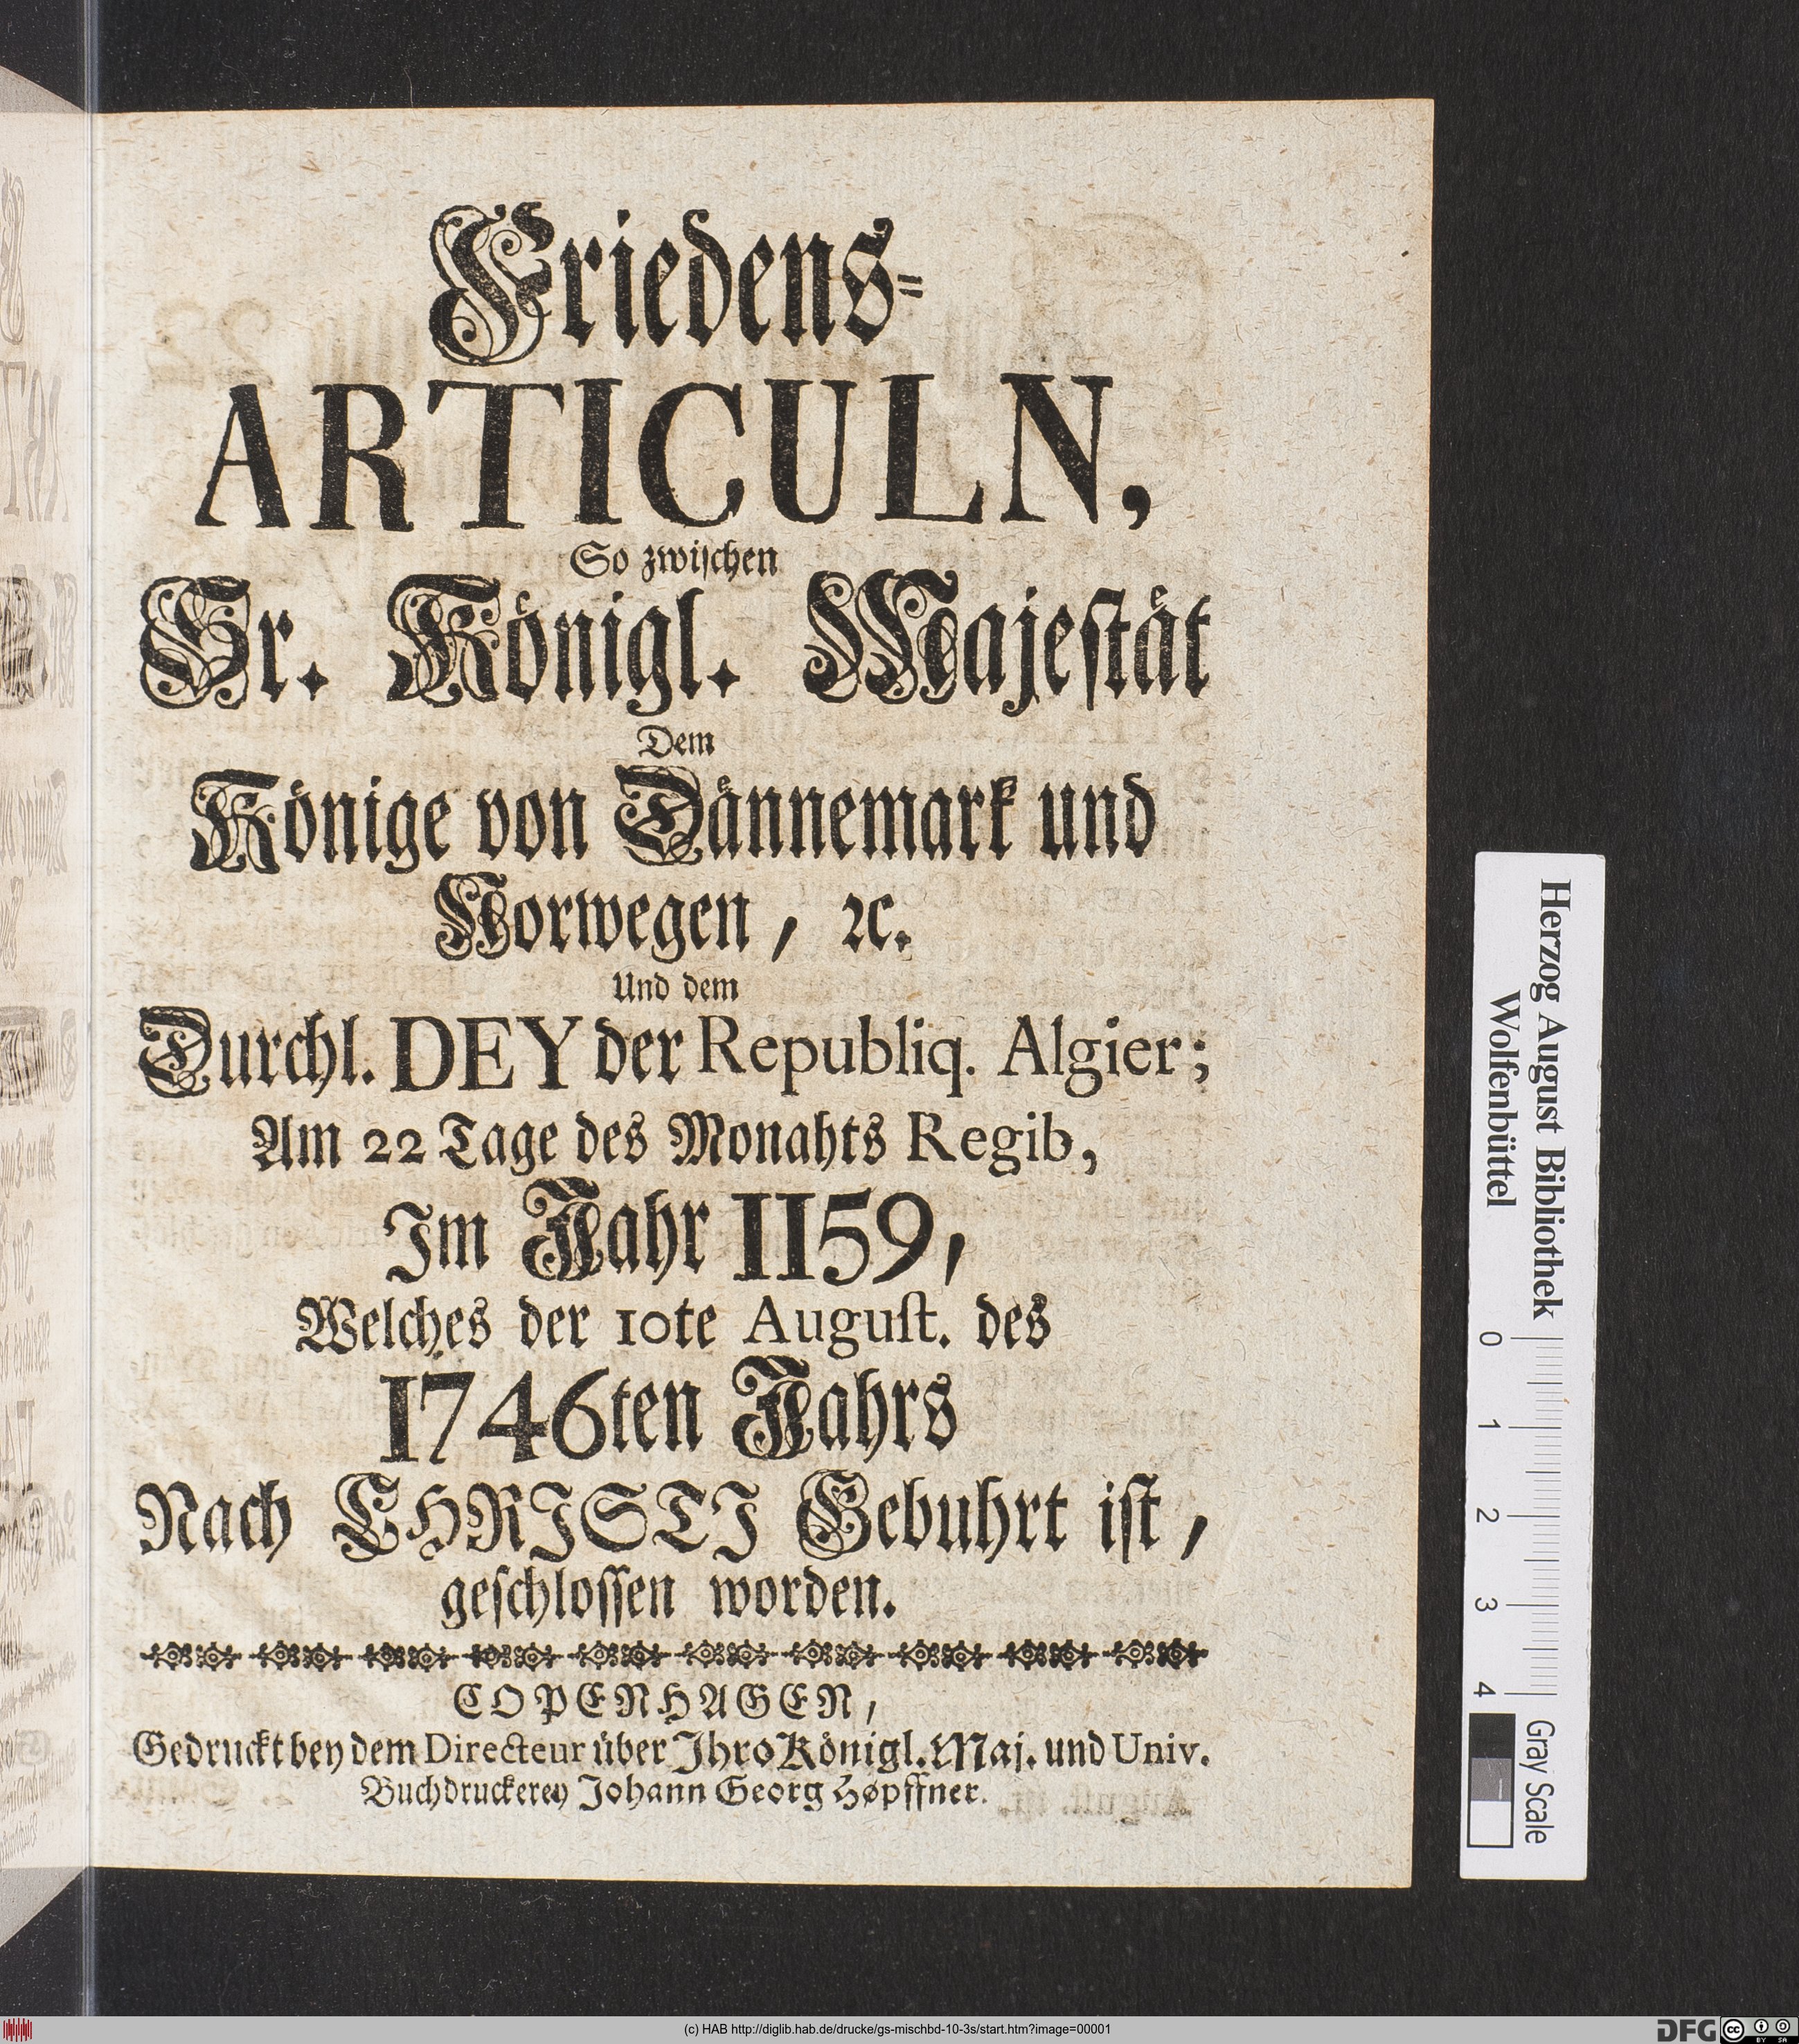 Friedens-
ARTICULN,
So zwischen
Sr. Königl. Majestät
Dem
Könige von Dännemark und
Norwegen, ꝛc.
Und dem
Durchl. DEY der Republiq. Algier;
Am 22 Tage des Monahts Regib,
Im Jahr 1159,
Welches der 10te August. des
1746ten Jahrs
Nach CHRISTI Gebuhrt ist,
geschlossen worden.
COPENHAGEN,
Gedruckt bey dem Directeur über Ihro Königl. Maj. und Univ.
Buchdruckerey Johann Georg Høpffner.
Herzog August Bibliothek
Wolfenbüttel
0 1 2 3 4
Gray Scale
(c) HAB http://diglib.hab.de/drucke/gs-mischbd-10-3s/start.htm?image=00001
DFG
cc BY SA